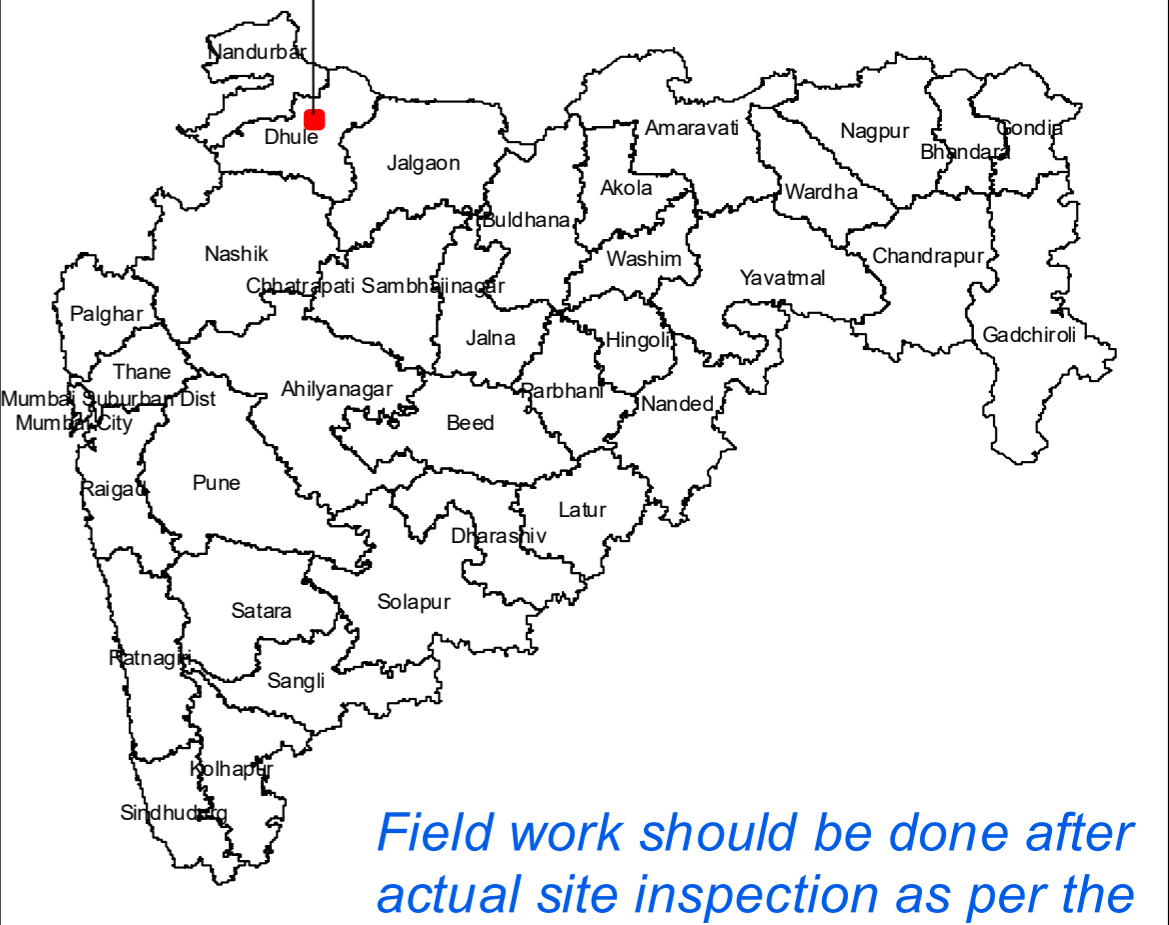 Nandurbar
Dhule
Jalgaon
Buldhana
Akola
Amaravati
Nagpur
Bhandara
Gondia
Wardha
Washim
Nashik
Chhatrapati Sambhajinagar
Yavatmal
Chandrapur
Palghar
Jalna
Hingoli
Gadchiroli
Thane
Ahilyanagar
Parbhani
Mumbai Suburban Dist
Nanded
Mumbai City
Beed
Raigad
Pune
Latur
Dharashiv
Satara
Solapur
Ratnagiri
Sangli
Kolhapur
Sindhudurg
Field work should be done after
actual site inspection as per the